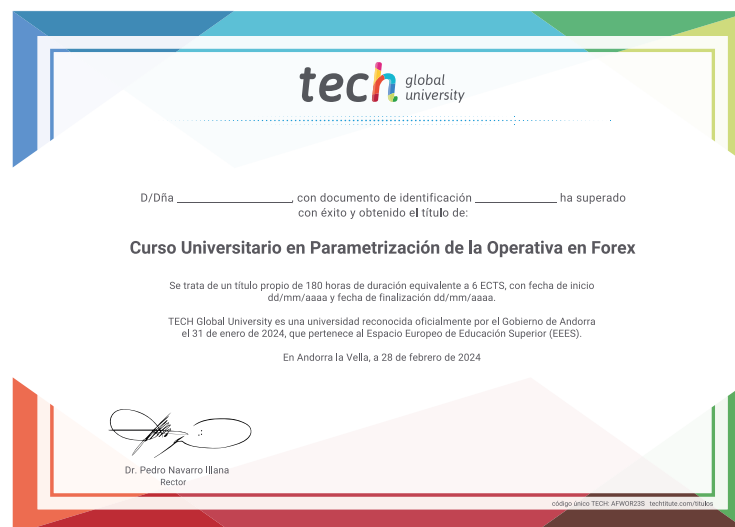 tech global
university
D/Dña ____________________, con documento de identificación ______________ ha superado
con éxito y obtenido el título de:
Curso Universitario en Parametrización de la Operativa en Forex
Se trata de un título propio de 180 horas de duración equivalente a 6 ECTS, con fecha de inicio
dd/mm/aaaa y fecha de finalización dd/mm/aaaa.
TECH Global University es una universidad reconocida oficialmente por el Gobierno de Andorra
el 31 de enero de 2024, que pertenece al Espacio Europeo de Educación Superior (EEES).
En Andorra la Vella, a 28 de febrero de 2024
Dr. Pedro Navarro Illana
Rector
código único TECH: AFWOR23S techtitute.com/titulos